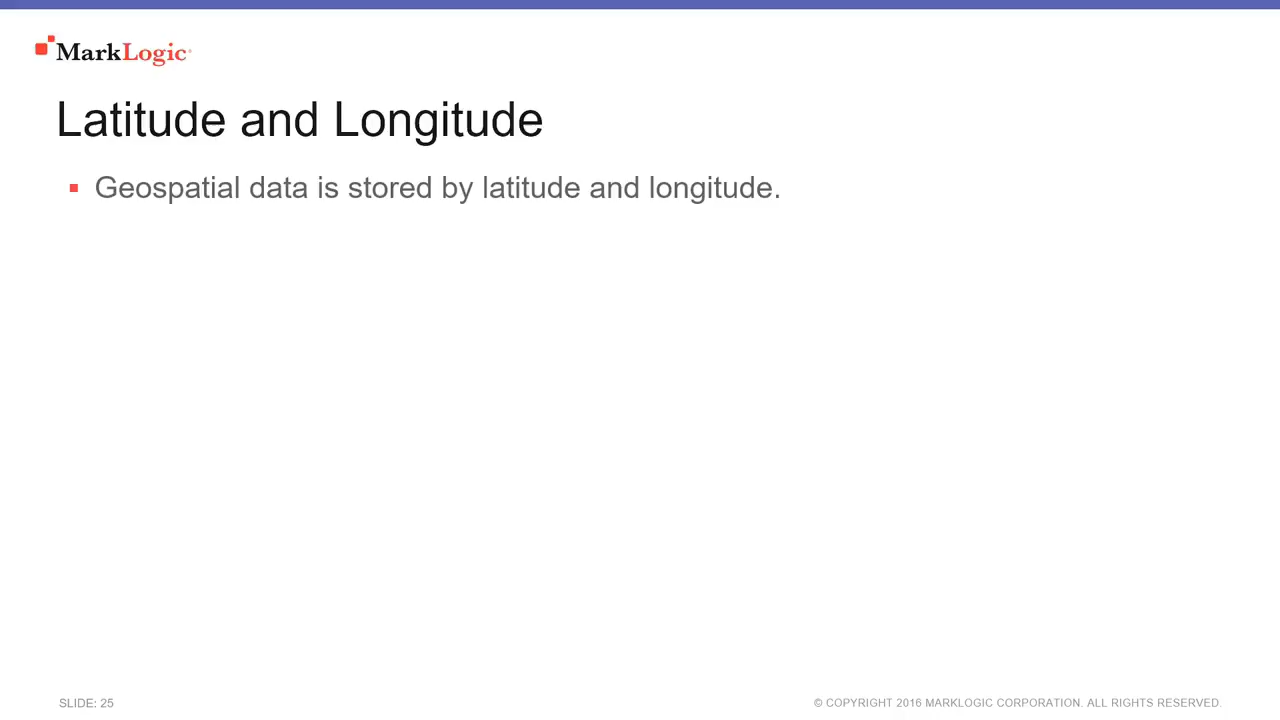 MarkLogic
Latitude and Longitude
▪ Geospatial data is stored by latitude and longitude.
SLIDE: 25
© COPYRIGHT 2016 MARKLOGIC CORPORATION. ALL RIGHTS RESERVED.